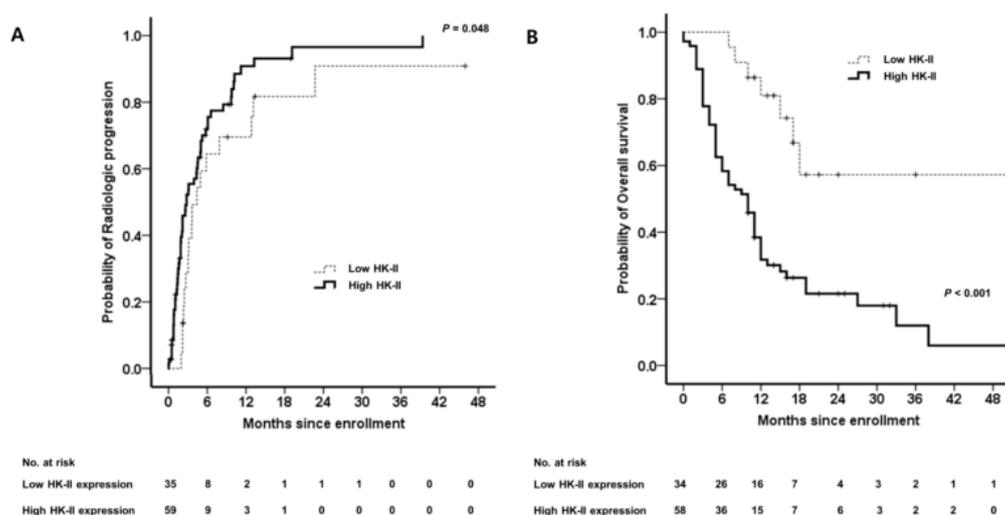 A
P = 0.048
Probability of Radiologic progression
1.0
0.8
0.6
0.4
0.2
0.0
Low HK-II
High HK-II
0 6 12 18 24 30 36 42 48
Months since enrollment
No. at risk
Low HK-II expression 35 8 2 1 1 1 0 0 0
High HK-II expression 59 9 3 1 0 0 0 0 0
B
Probability of Overall survival
1.0
0.8
0.6
0.4
0.2
0.0
Low HK-II
High HK-II
P < 0.001
0 6 12 18 24 30 36 42 48
Months since enrollment
No. at risk
Low HK-II expression 34 26 16 7 4 3 2 1 1
High HK-II expression 58 36 15 7 6 3 2 2 0